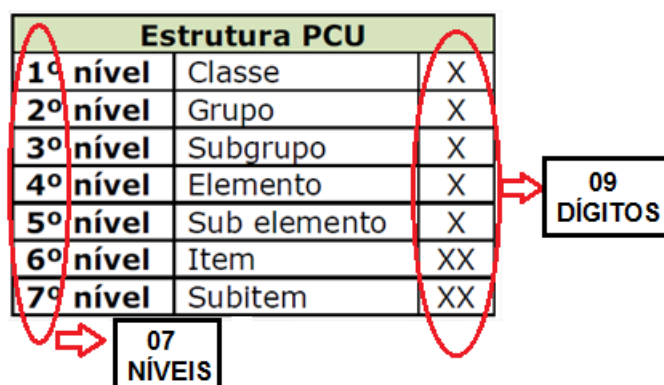 Estrutura PCU
1º nível Classe X
2º nível Grupo X
3º nível Subgrupo X
4º nível Elemento X
5º nível Sub elemento X
6º nível Item XX
7º nível Subitem XX
09
DÍGITOS
07
NÍVEIS